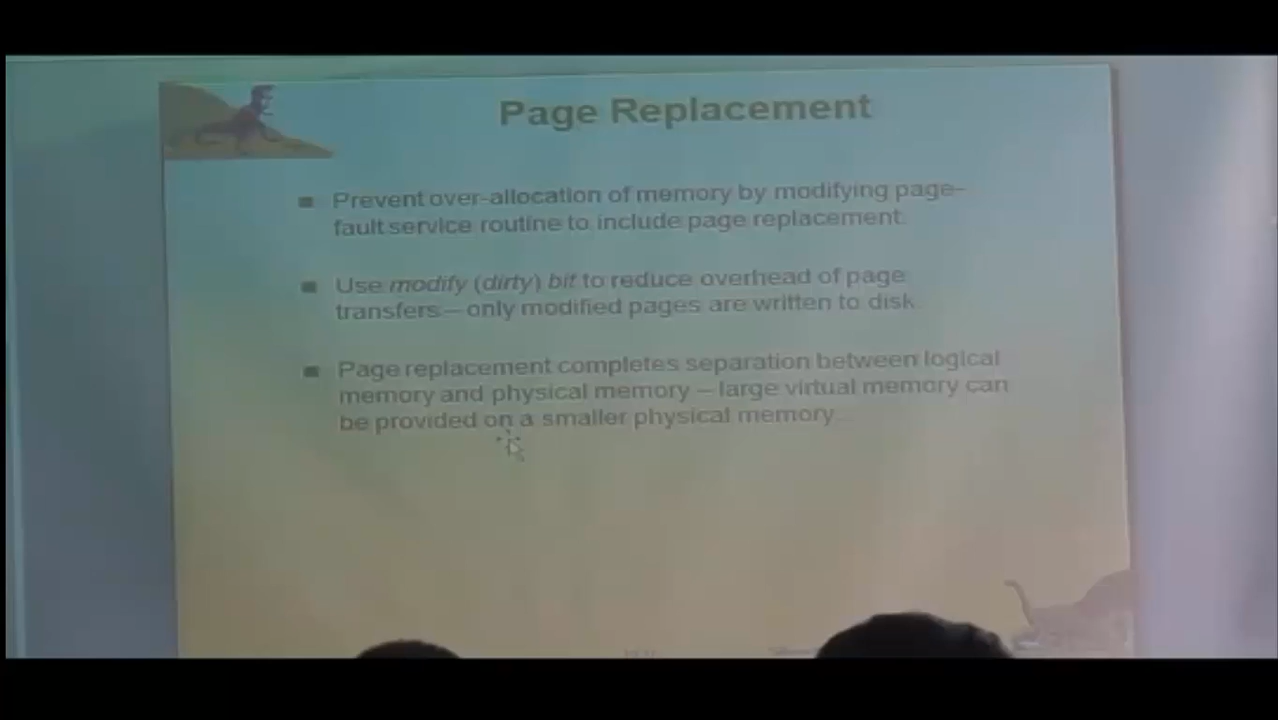 Page Replacement
Prevent over-allocation of memory by modifying page-
fault service routine to include page replacement.
Use modify (dirty) bit to reduce overhead of page
transfers – only modified pages are written to disk.
Page replacement completes separation between logical
memory and physical memory – large virtual memory can
be provided on a smaller physical memory.